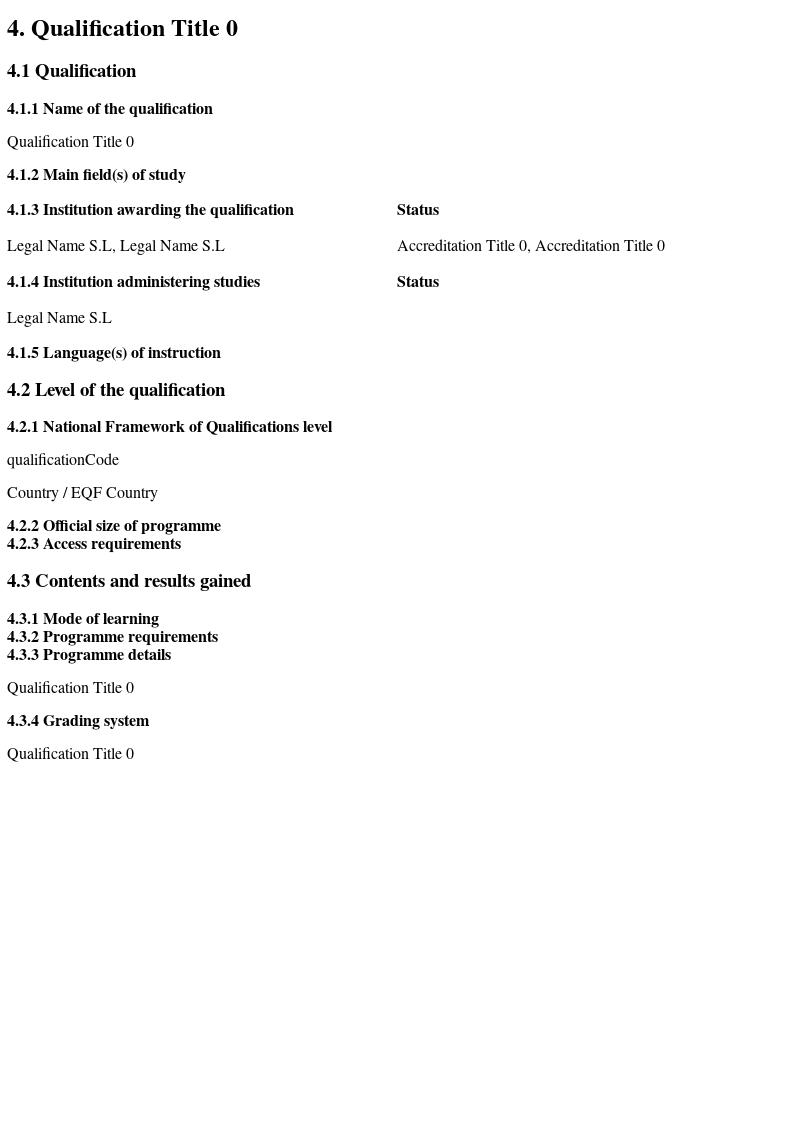 4. Qualification Title 0
4.1 Qualification
4.1.1 Name of the qualification
Qualification Title 0
4.1.2 Main field(s) of study
4.1.3 Institution awarding the qualification Status
Legal Name S.L, Legal Name S.L Accreditation Title 0, Accreditation Title 0
4.1.4 Institution administering studies Status
Legal Name S.L
4.1.5 Language(s) of instruction
4.2 Level of the qualification
4.2.1 National Framework of Qualifications level
qualificationCode
Country / EQF Country
4.2.2 Official size of programme
4.2.3 Access requirements
4.3 Contents and results gained
4.3.1 Mode of learning
4.3.2 Programme requirements
4.3.3 Programme details
Qualification Title 0
4.3.4 Grading system
Qualification Title 0